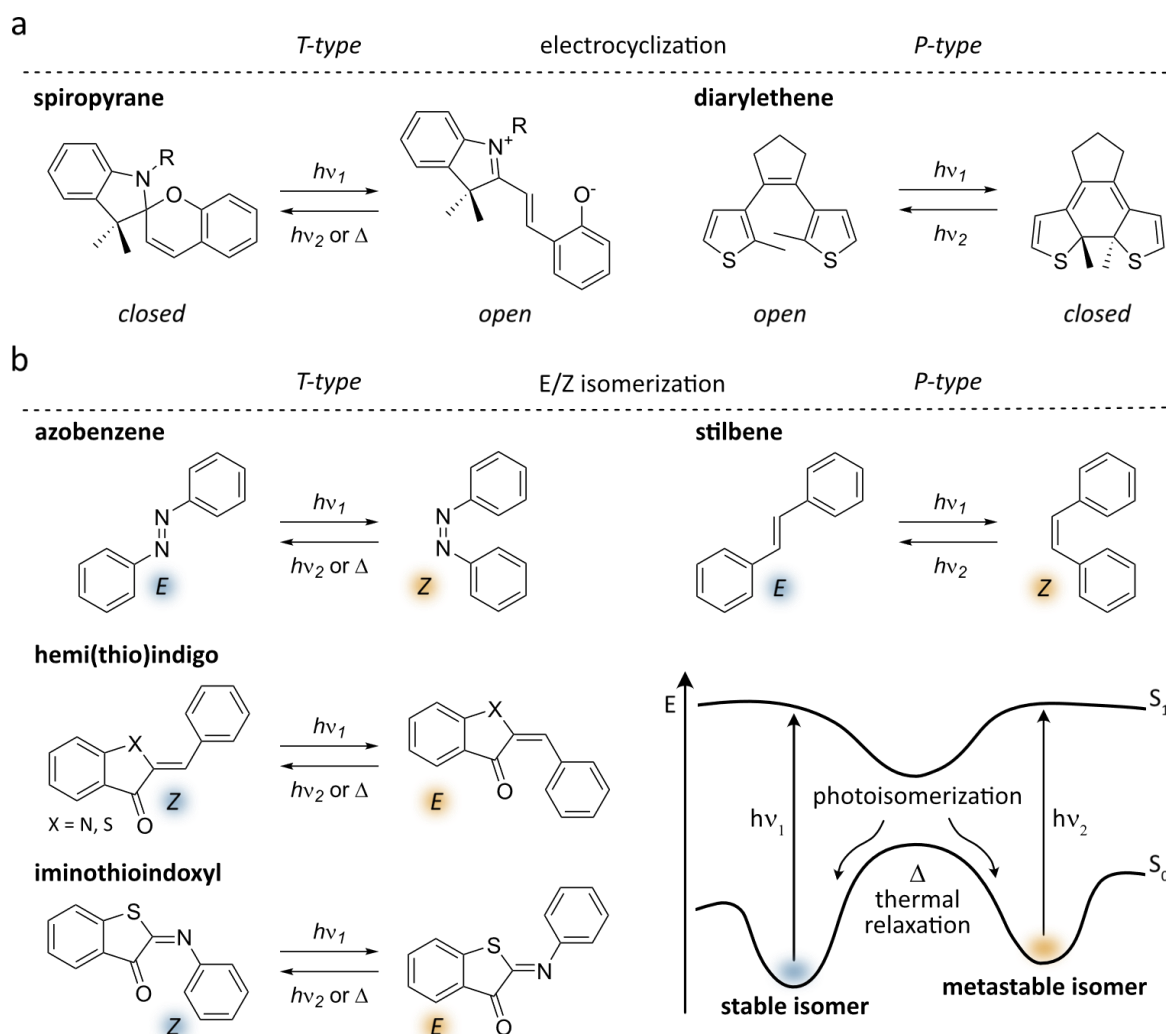 a
T-type electrocyclization P-type
spiropyrane diarylethene
R
N
O
hν1
hν2 or Δ
R
N+
O-
hν1
hν2
S S
S S
closed open open closed
b
T-type E/Z isomerization P-type
azobenzene stilbene
N
N
E
hν1
hν2 or Δ
N
N
Z
E
hν1
hν2
Z
hemi(thio)indigo
X
O
Z
X = N, S
hν1
hν2 or Δ
X
O
E
iminothioindoxyl
S
N
O
Z
hν1
hν2 or Δ
S
N
O
E
E
S1
photoisomerization
hν1
hν2
S0
Δ
thermal
relaxation
stable isomer
metastable isomer